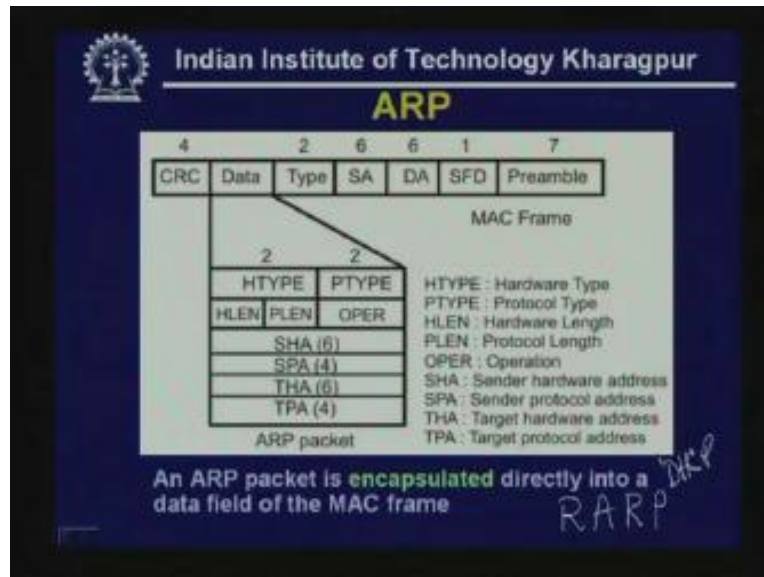 Indian Institute of Technology Kharagpur
ARP
4 2 6 6 1 7
CRC Data Type SA DA SFD Preamble
MAC Frame
2 2
HTYPE PTYPE
HLEN PLEN OPER
SHA (6)
SPA (4)
THA (6)
TPA (4)
ARP packet
HTYPE : Hardware Type
PTYPE : Protocol Type
HLEN : Hardware Length
PLEN : Protocol Length
OPER : Operation
SHA : Sender hardware address
SPA : Sender protocol address
THA : Target hardware address
TPA : Target protocol address
An ARP packet is encapsulated directly into a
data field of the MAC frame
RARP